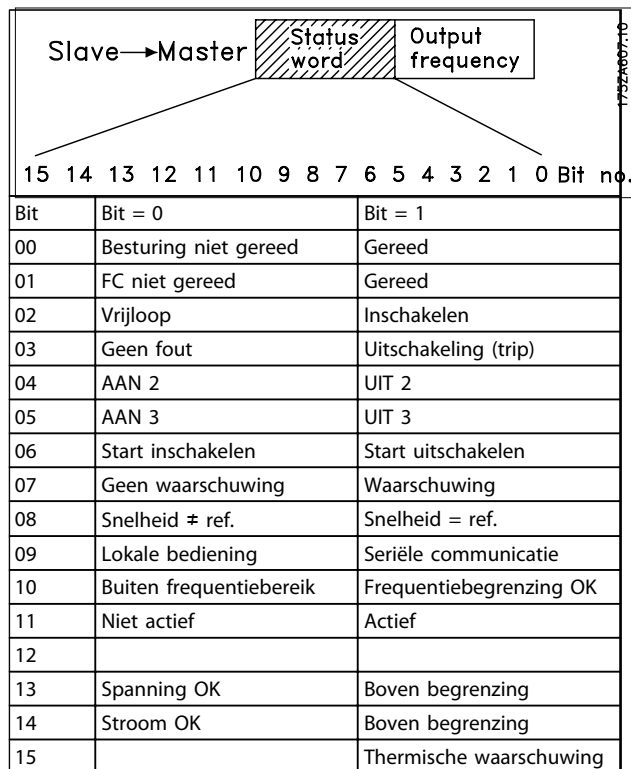 Slave→Master Status word Output frequency
175ZA607.10
15 14 13 12 11 10 9 8 7 6 5 4 3 2 1 0 Bit no.
Bit Bit = 0 Bit = 1
00 Besturing niet gereed Gereed
01 FC niet gereed Gereed
02 Vrijloop Inschakelen
03 Geen fout Uitschakeling (trip)
04 AAN 2 UIT 2
05 AAN 3 UIT 3
06 Start inschakelen Start uitschakelen
07 Geen waarschuwing Waarschuwing
08 Snelheid ≠ ref. Snelheid = ref.
09 Lokale bediening Seriële communicatie
10 Buiten frequentiebereik Frequentiebegrenzing OK
11 Niet actief Actief
12
13 Spanning OK Boven begrenzing
14 Stroom OK Boven begrenzing
15 Thermische waarschuwing